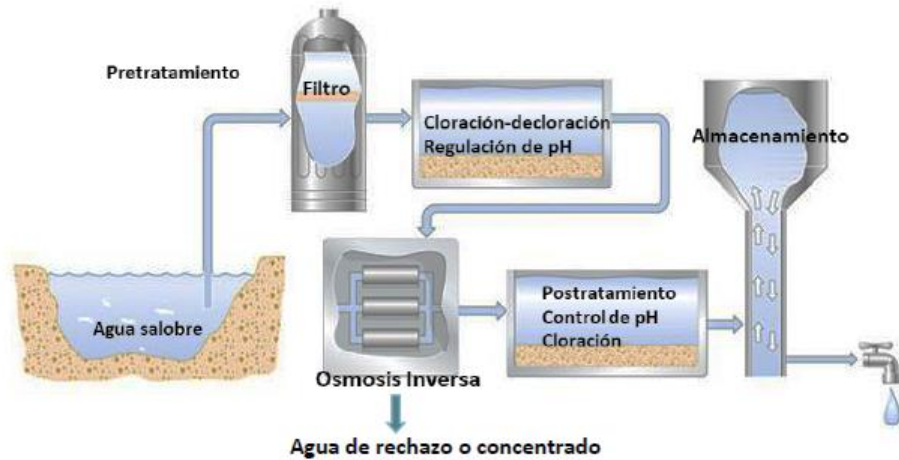 Pretratamiento
Filtro
Cloración-decloración
Regulación de pH
Almacenamiento
Agua salobre
Osmosis Inversa
Postratamiento
Control de pH
Cloración
Agua de rechazo o concentrado